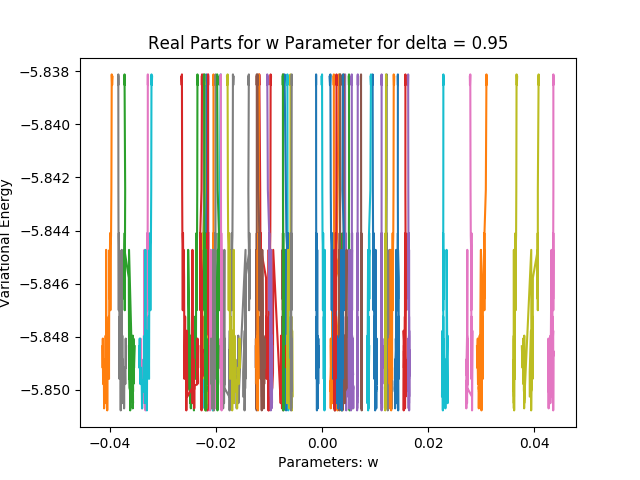 Real Parts for w Parameter for delta = 0.95
Variational Energy
−5.838
−5.840
−5.842
−5.844
−5.846
−5.848
−5.850
−0.04 −0.02 0.00 0.02 0.04
Parameters: w